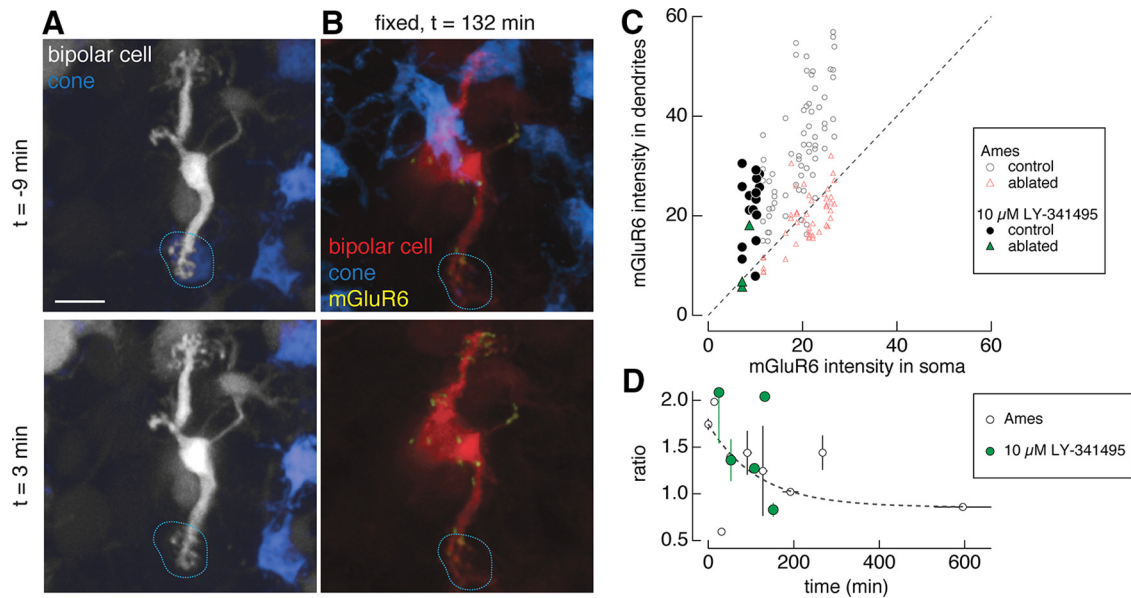 A
bipolar cell
cone
t = -9 min
t = 3 min
B
fixed, t = 132 min
bipolar cell
cone
mGluR6
C
mGluR6 intensity in dendrites
60
40
20
0
0 20 40 60
mGluR6 intensity in soma
Ames
control
ablated
10 µM LY-341495
control
ablated
D
ratio
2.0
1.5
1.0
0.5
0 200 400 600
time (min)
Ames
10 µM LY-341495